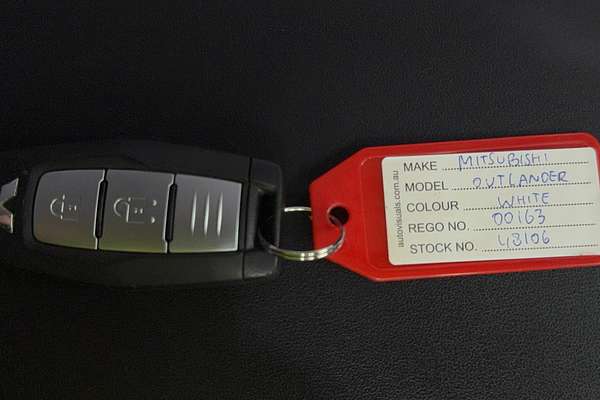 MAKE MITSUBISHI
MODEL OUTLANDER
COLOUR WHITE
REGO NO. 00163
STOCK NO. 48106
autovisuals.com.au